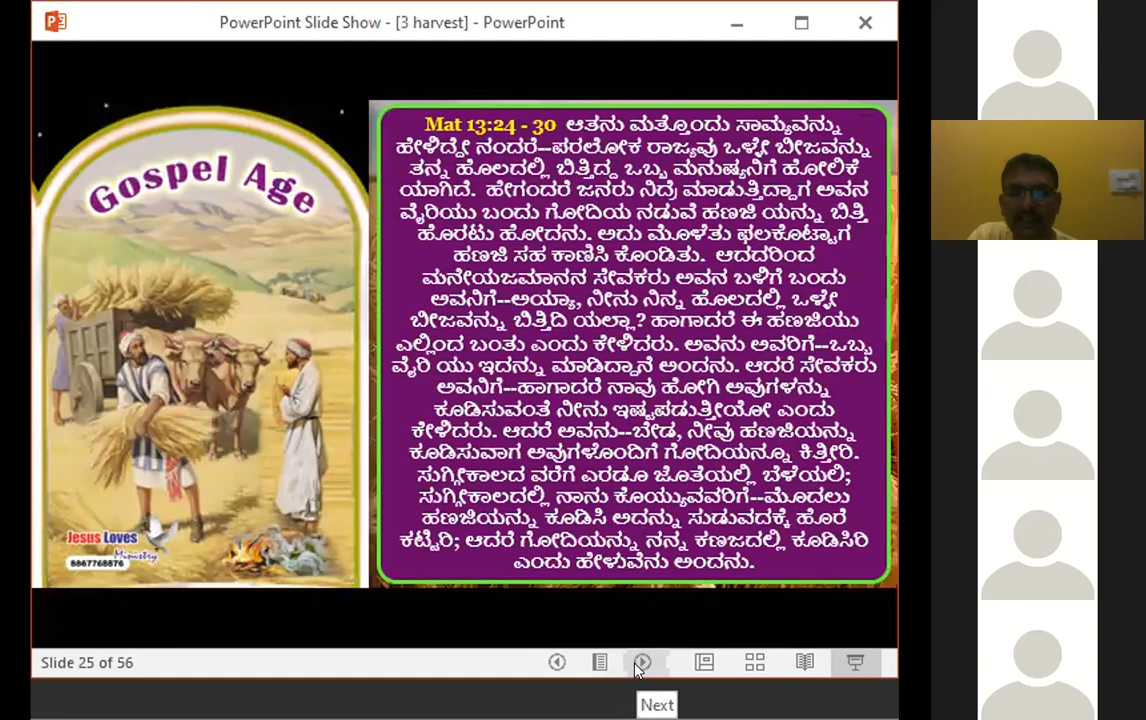 PowerPoint Slide Show - [3 harvest] - PowerPoint
Gospel Age
Jesus Loves
Ministry
8867768876
Mat 13:24 - 30 ಆತನು ಮತ್ತೊಂದು ಸಾಮ್ಯವನ್ನು
ಹೇಳಿದ್ದೇ ನಂದರೆ--ಪರಲೋಕ ರಾಜ್ಯವು ಒಳ್ಳೇ ಬೀಜವನ್ನು
ತನ್ನ ಹೊಲದಲ್ಲಿ ಬಿತ್ತಿದ್ದ ಒಬ್ಬ ಮನುಷ್ಯನಿಗೆ ಹೋಲಿಕೆ
ಯಾಗಿದೆ. ಹೇಗಂದರೆ ಜನರು ನಿದ್ರೆ ಮಾಡುತ್ತಿದ್ದಾಗ ಅವನ
ವೈರಿಯು ಬಂದು ಗೋದಿಯ ನಡುವೆ ಹಣಜಿ ಯನ್ನು ಬಿತ್ತಿ
ಹೊರಟು ಹೋದನು. ಅದು ಮೊಳೆತು ಫಲಕೊಟ್ಟಾಗ
ಹಣಜಿ ಸಹ ಕಾಣಿಸಿ ಕೊಂಡಿತು. ಆದದರಿಂದ
ಮನೇಯಜಮಾನನ ಸೇವಕರು ಅವನ ಬಳಿಗೆ ಬಂದು
ಅವನಿಗೆ--ಅಯ್ಯಾ, ನೀನು ನಿನ್ನ ಹೊಲದಲ್ಲಿ ಒಳ್ಳೇ
ಬೀಜವನ್ನು ಬಿತ್ತಿದಿ ಯಲ್ಲಾ? ಹಾಗಾದರೆ ಈ ಹಣಜಿಯು
ಎಲ್ಲಿಂದ ಬಂತು ಎಂದು ಕೇಳಿದರು. ಅವನು ಅವರಿಗೆ--ಒಬ್ಬ
ವೈರಿ ಯು ಇದನ್ನು ಮಾಡಿದ್ದಾನೆ ಅಂದನು. ಆದರೆ ಸೇವಕರು
ಅವನಿಗೆ--ಹಾಗಾದರೆ ನಾವು ಹೋಗಿ ಅವುಗಳನ್ನು
ಕೂಡಿಸುವಂತೆ ನೀನು ಇಷ್ಟಪಡುತ್ತೀಯೋ ಎಂದು
ಕೇಳಿದರು. ಆದರೆ ಅವನು--ಬೇಡ, ನೀವು ಹಣಜಿಯನ್ನು
ಕೂಡಿಸುವಾಗ ಅವುಗಳೊಂದಿಗೆ ಗೋದಿಯನ್ನೂ ಕಿತ್ತೀರಿ.
ಸುಗ್ಗೀಕಾಲದ ವರೆಗೆ ಎರಡೂ ಜೊತೆಯಲ್ಲಿ ಬೆಳೆಯಲಿ;
ಸುಗ್ಗೀಕಾಲದಲ್ಲಿ ನಾನು ಕೊಯ್ಯುವವರಿಗೆ--ಮೊದಲು
ಹಣಜಿಯನ್ನು ಕೂಡಿಸಿ ಅದನ್ನು ಸುಡುವದಕ್ಕೆ ಹೊರೆ
ಕಟ್ಟಿರಿ; ಆದರೆ ಗೋದಿಯನ್ನು ನನ್ನ ಕಣಜದಲ್ಲಿ ಕೂಡಿಸಿರಿ
ಎಂದು ಹೇಳುವೆನು ಅಂದನು.
Slide 25 of 56
Next